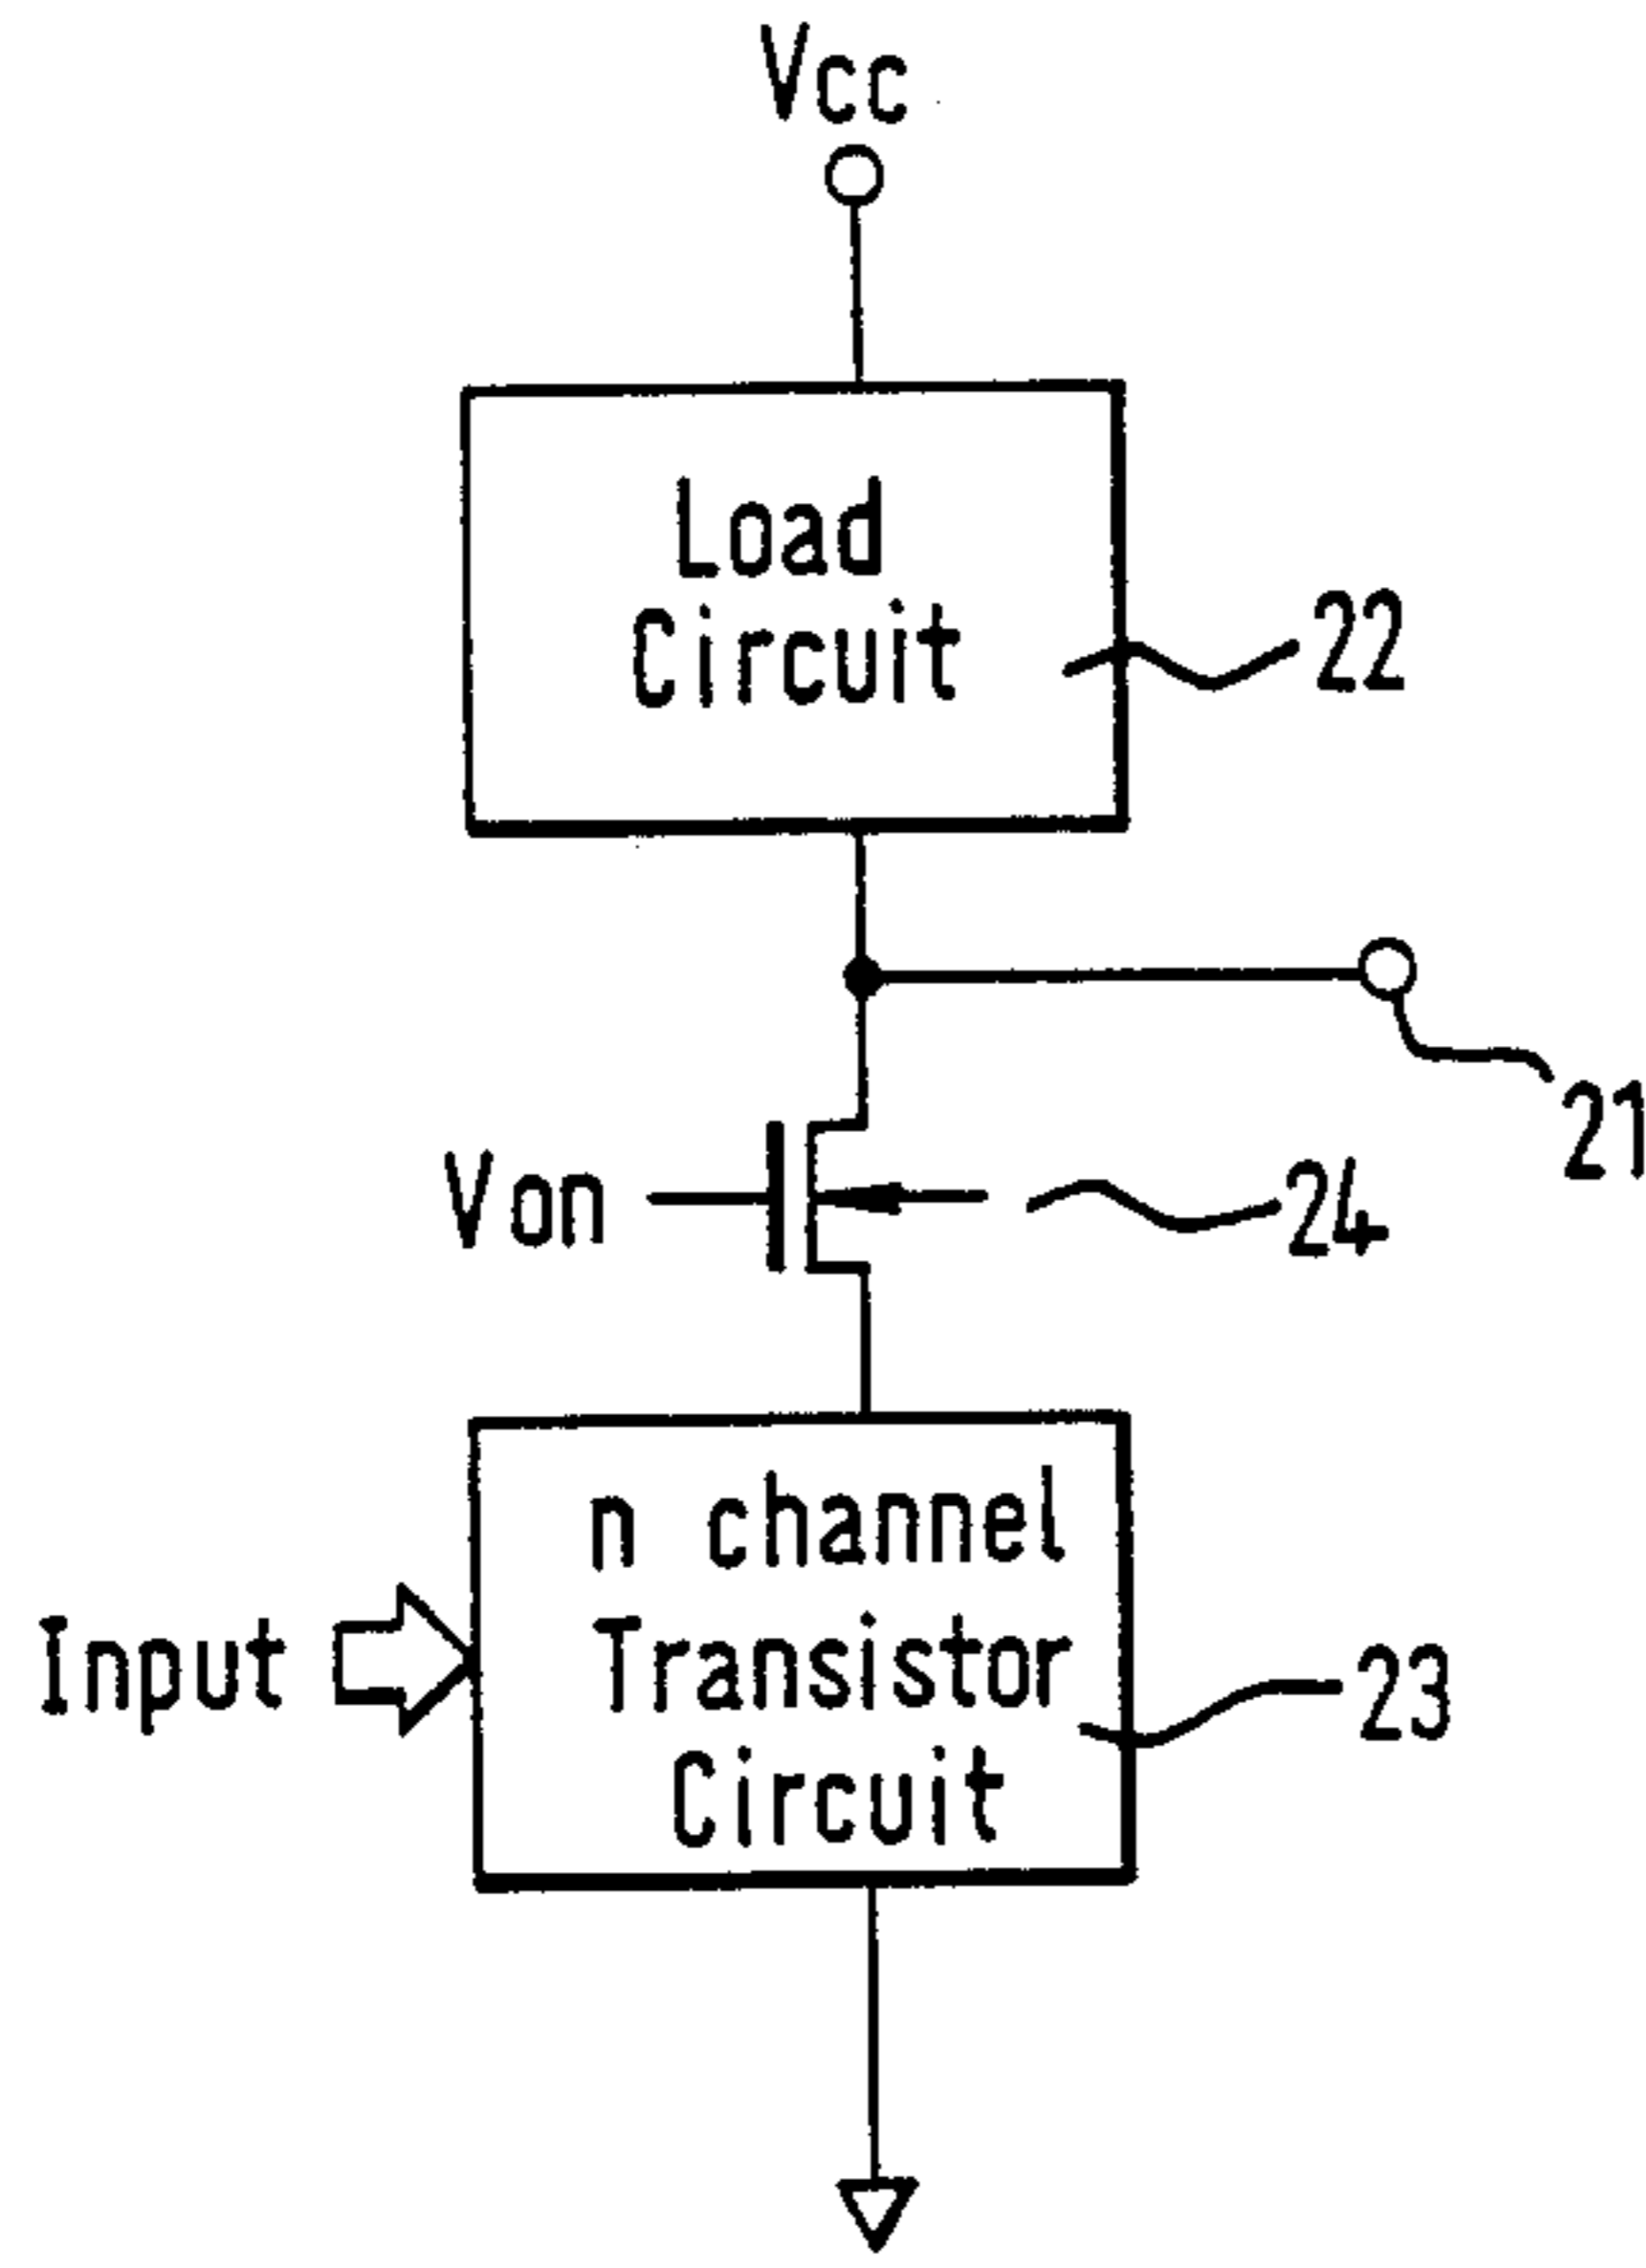 Vcc
Load
Circuit
22
21
Von
24
n channel
Transistor
Circuit
Input
23